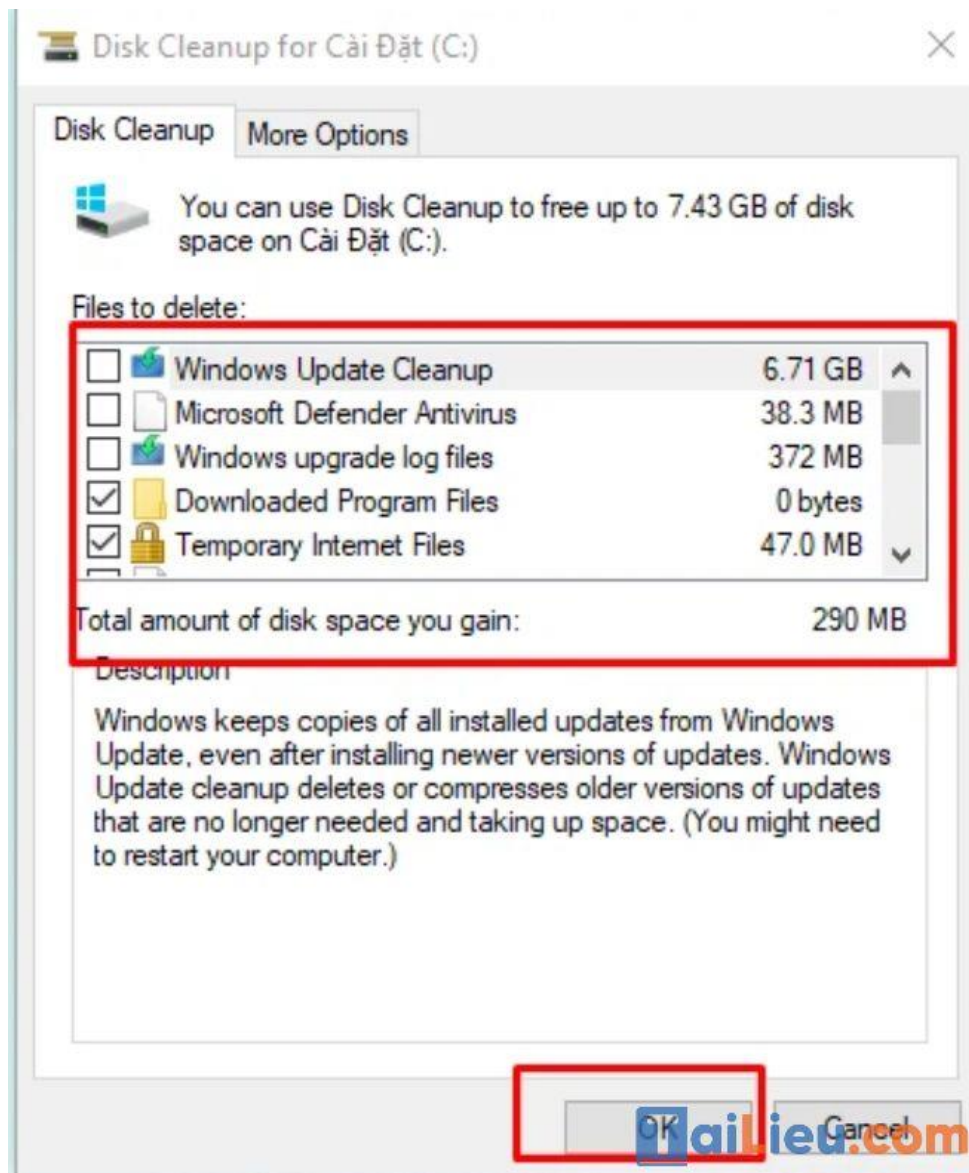 Disk Cleanup for Cài Đặt (C:)
Disk Cleanup
More Options
You can use Disk Cleanup to free up to 7.43 GB of disk
space on Cài Đặt (C:).
Files to delete:
Windows Update Cleanup 6.71 GB
Microsoft Defender Antivirus 38.3 MB
Windows upgrade log files 372 MB
Downloaded Program Files 0 bytes
Temporary Internet Files 47.0 MB
Total amount of disk space you gain: 290 MB
Description
Windows keeps copies of all installed updates from Windows
Update, even after installing newer versions of updates. Windows
Update cleanup deletes or compresses older versions of updates
that are no longer needed and taking up space. (You might need
to restart your computer.)
OK
Cancel
TaiLieu.com